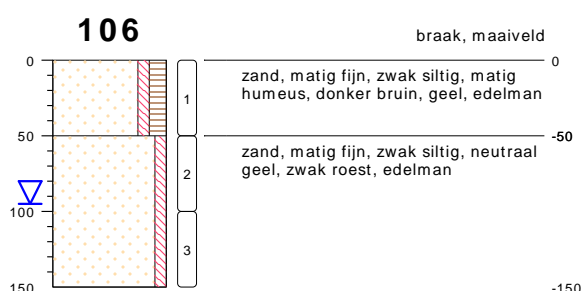 106
braak, maaiveld
0
0
zand, matig fijn, zwak siltig, matig
humeus, donker bruin, geel, edelman
1
50
-50
zand, matig fijn, zwak siltig, neutraal
geel, zwak roest, edelman
2
100
3
150
-150